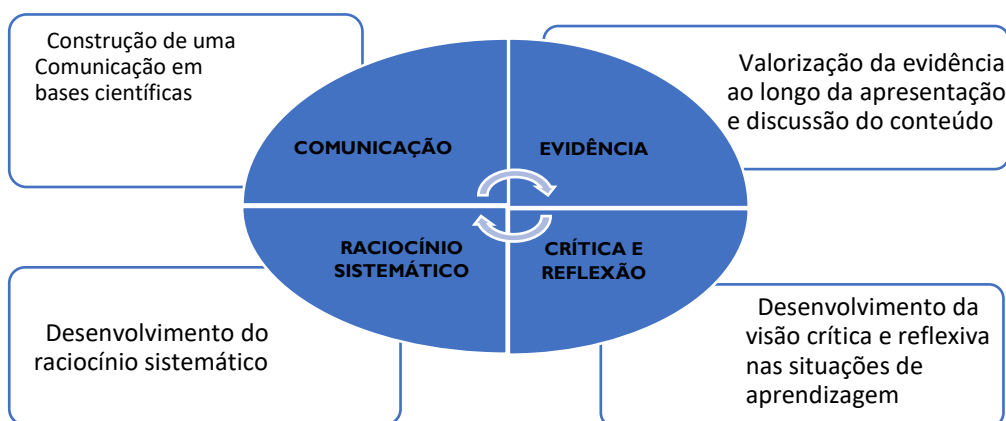 Construção de uma
Comunicação em
bases científicas
Valorização da evidência
ao longo da apresentação
e discussão do conteúdo
COMUNICAÇÃO
EVIDÊNCIA
RACIOCÍNIO
SISTEMÁTICO
CRÍTICA E
REFLEXÃO
Desenvolvimento do
raciocínio sistemático
Desenvolvimento da
visão crítica e reflexiva
nas situações de
aprendizagem